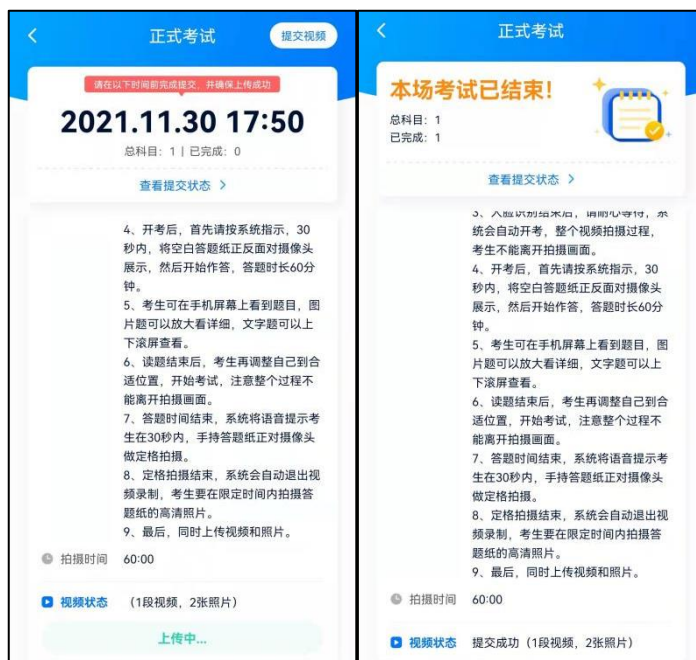 正式考试
提交视频
请在以下时间前完成提交，并确保上传成功
2021.11.30 17:50
总科目：1 | 已完成：0
查看提交状态
4、开考后，首先请按系统指示，30
秒内，将空白答题纸正反面对摄像头
展示，然后开始作答，答题时长60分
钟。
5、考生可在手机屏幕上看到题目，图
片题可以放大看详细，文字题可以上
下滚屏查看。
6、读题结束后，考生再调整自己到合
适位置，开始考试，注意整个过程不
能离开拍摄画面。
7、答题时间结束，系统将语音提示考
生在30秒内，手持答题纸正对摄像头
做定格拍摄。
8、定格拍摄结束，系统会自动退出视
频录制，考生要在限定时间内拍摄答
题纸的高清照片。
9、最后，同时上传视频和照片。
拍摄时间 60:00
视频状态 （1段视频，2张照片）
上传中...
正式考试
本场考试已结束！
总科目：1
已完成：1
查看提交状态
3、人脸识别结束后，请耐心等待，系
统会自动开考，整个视频拍摄过程，
考生不能离开拍摄画面。
4、开考后，首先请按系统指示，30
秒内，将空白答题纸正反面对摄像头
展示，然后开始作答，答题时长60分
钟。
5、考生可在手机屏幕上看到题目，图
片题可以放大看详细，文字题可以上
下滚屏查看。
6、读题结束后，考生再调整自己到合
适位置，开始考试，注意整个过程不
能离开拍摄画面。
7、答题时间结束，系统将语音提示考
生在30秒内，手持答题纸正对摄像头
做定格拍摄。
8、定格拍摄结束，系统会自动退出视
频录制，考生要在限定时间内拍摄答
题纸的高清照片。
9、最后，同时上传视频和照片。
拍摄时间 60:00
视频状态 提交成功（1段视频，2张照片）